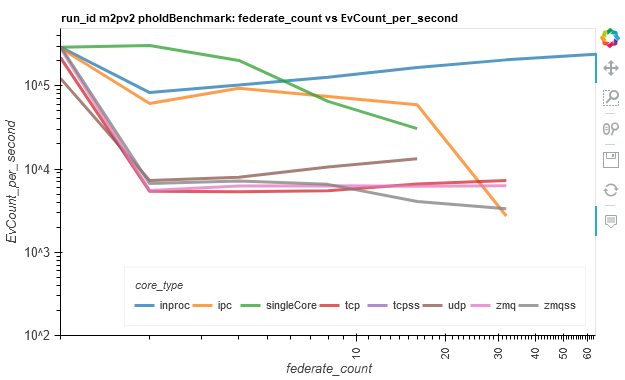 run_id m2pv2 pholdBenchmark: federate_count vs EvCount_per_second
EvCount_per_second
10^5
10^4
10^3
10^2
core_type
inproc ipc singleCore tcp tcpss udp zmq zmqss
10 20 30 40 50 60
federate_count